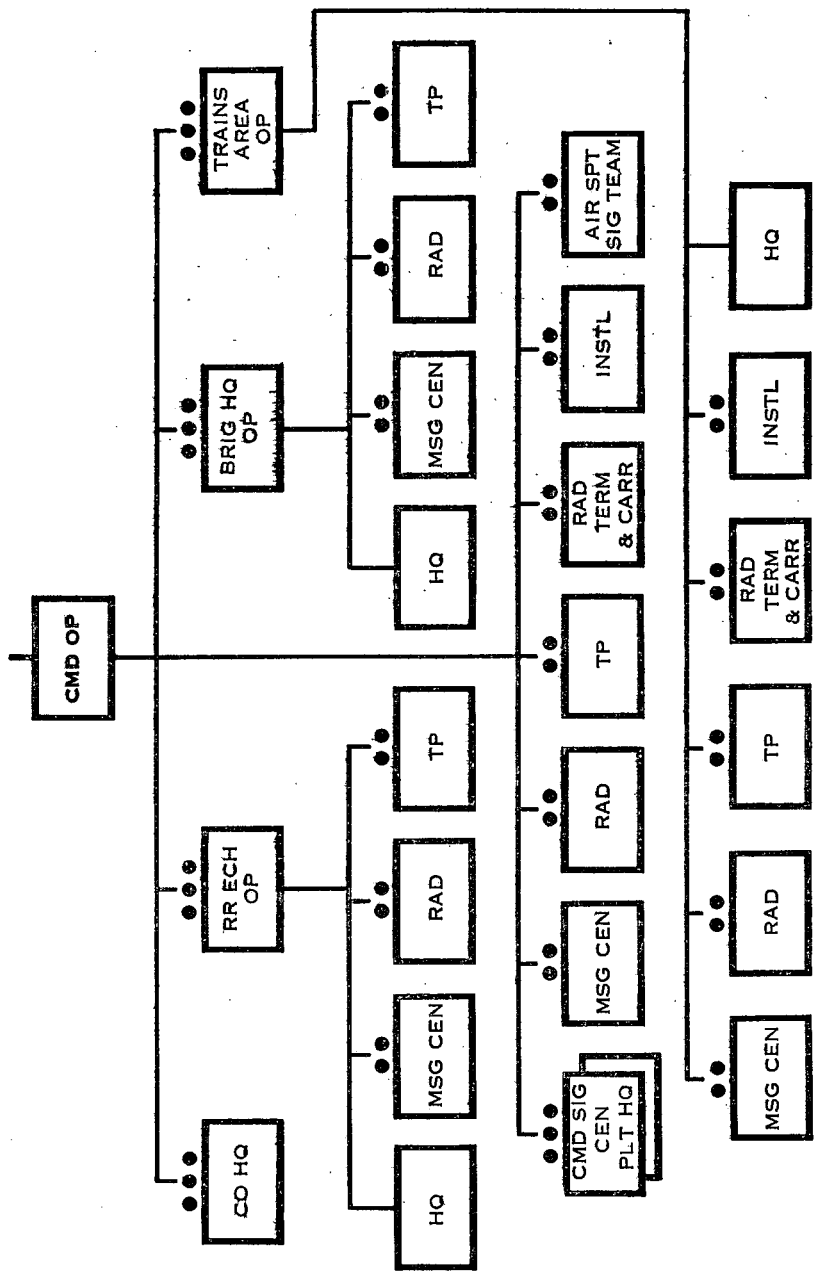 CMD OP
CO HQ
RR ECH
OP
BRIG HQ
OP
TRAINS
AREA
OP
HQ
MSG CEN
RAD
TP
HQ
MSG CEN
RAD
TP
CMD SIG
CEN
PLT HQ
MSG CEN
RAD
TP
RAD
TERM
& CARR
INSTL
AIR SPT
SIG TEAM
MSG CEN
RAD
TP
RAD
TERM
& CARR
INSTL
HQ